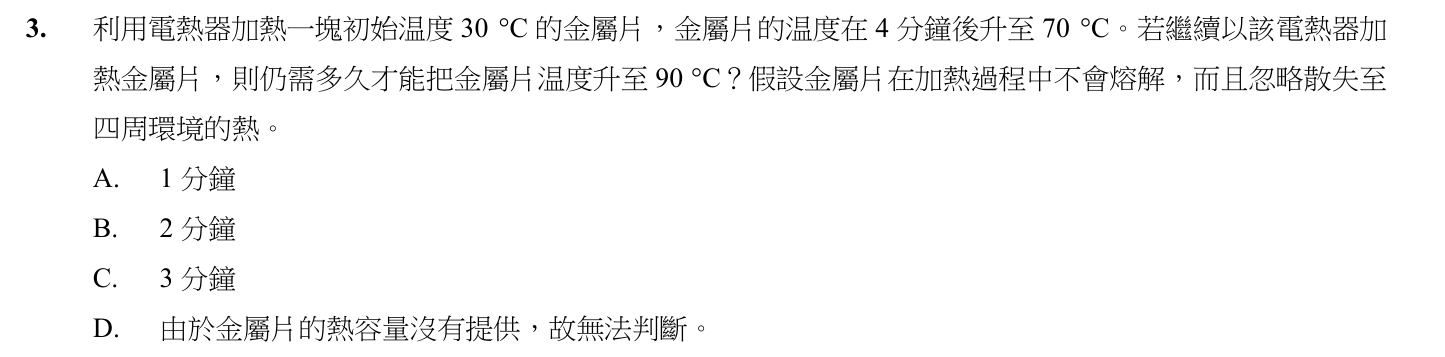 3. 利用電熱器加熱一塊初始温度 30 °C 的金屬片，金屬片的温度在 4 分鐘後升至 70 °C。若繼續以該電熱器加
熱金屬片，則仍需多久才能把金屬片温度升至 90 °C？假設金屬片在加熱過程中不會熔解，而且忽略散失至
四周環境的熱。
A. 1 分鐘
B. 2 分鐘
C. 3 分鐘
D. 由於金屬片的熱容量沒有提供，故無法判斷。